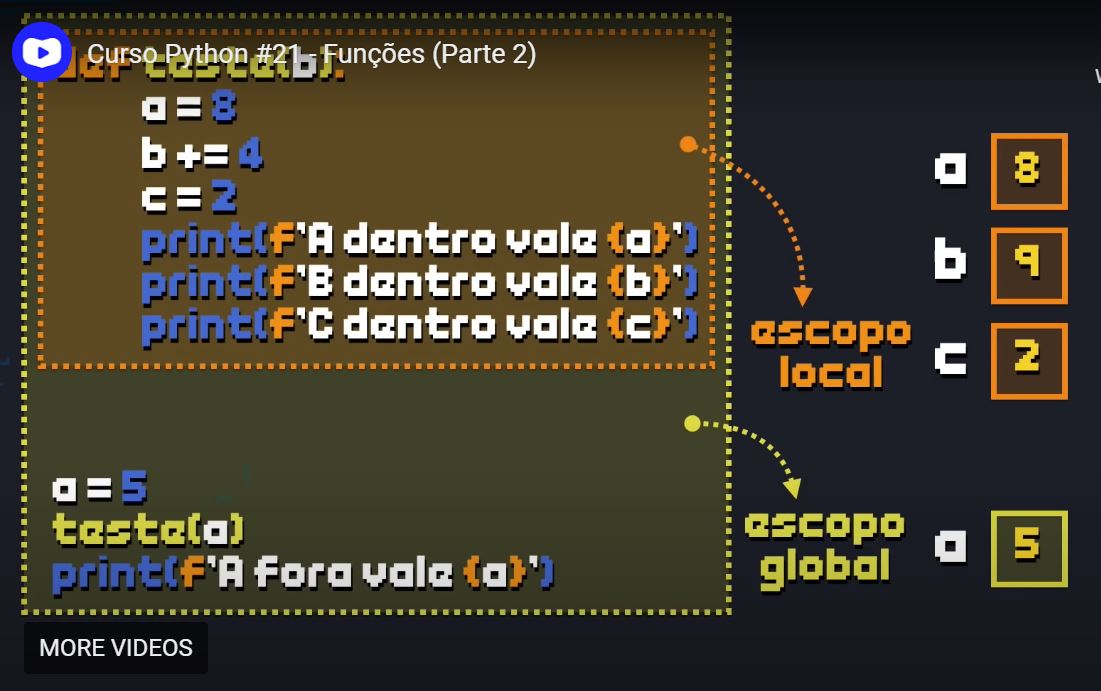 Curso Python #21 - Funções (Parte 2)
def teste(b):
a = 8
b += 4
c = 2
print(f'A dentro vale {a}')
print(f'B dentro vale {b}')
print(f'C dentro vale {c}')
a = 5
teste(a)
print(f'A fora vale {a}')
escopo
local
a 8
b 9
c 2
escopo
global
a 5
MORE VIDEOS